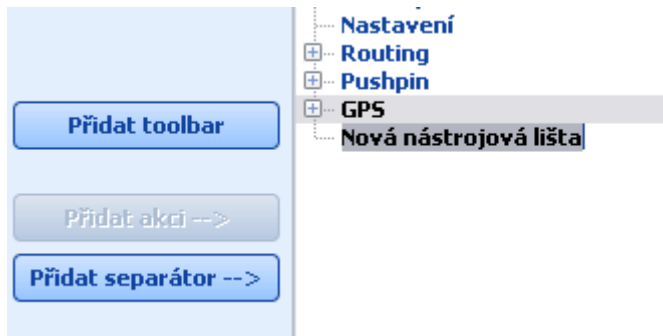 Nastavení
Routing
Pushpin
GPS
Nová nástrojová lišta
Přidat toolbar
Přidat akci -->
Přidat separátor -->